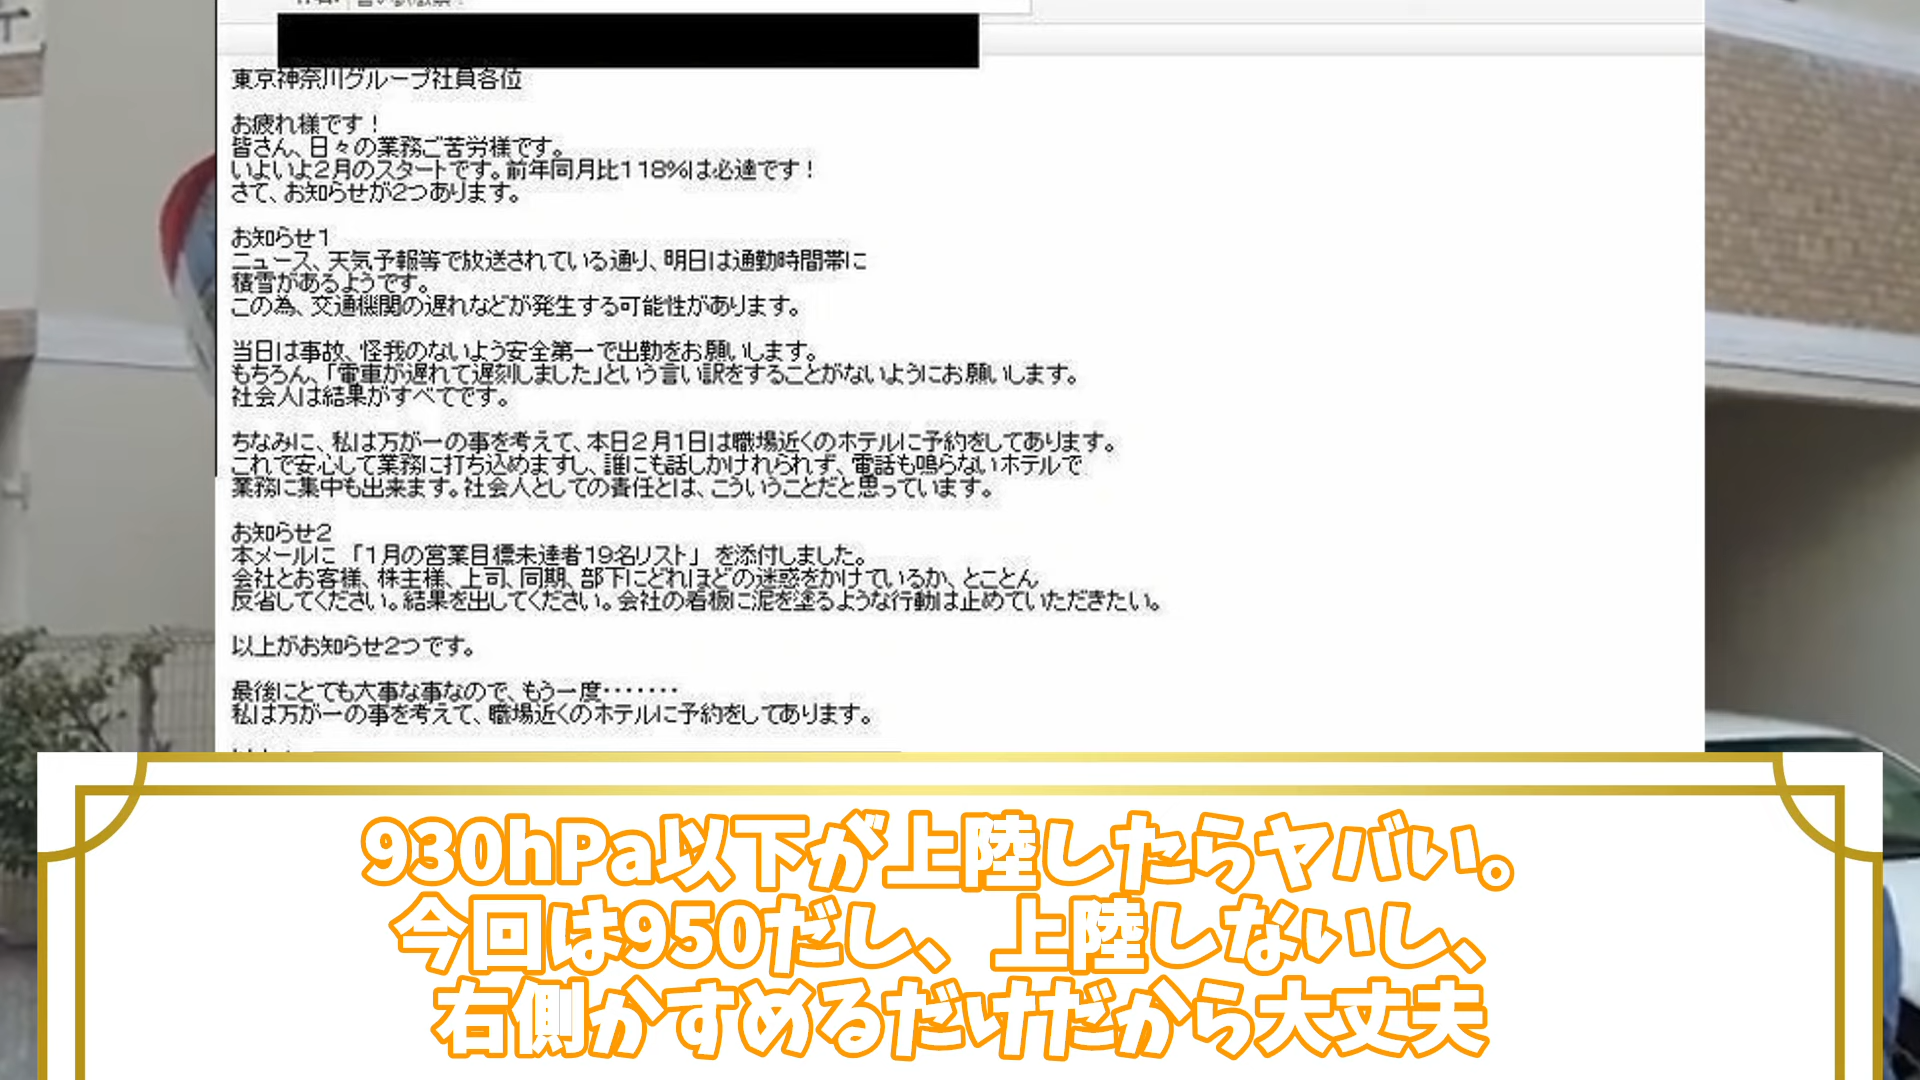 東京神奈川グループ社員各位
お疲れ様です!
皆さん、日々の業務ご苦労様です。
いよいよ2月のスタートです。前年同月比118%は必達です!
さて、お知らせが2つあります。
お知らせ1
ニュース、天気予報等で放送されている通り、明日は通勤時間帯に
積雪があるようです。
この為、交通機関の遅れなどが発生する可能性があります。
当日は事故、怪我のないよう安全第一で出勤をお願いします。
もちろん、「電車が遅れて遅刻しました」という言い訳をすることがないようにお願いします。
社会人は結果がすべてです。
ちなみに、私は万が一の事を考えて、本日2月1日は職場近くのホテルに予約をしてあります。
これで安心して業務に打ち込めますし、誰にも話しかけれられず、電話も鳴らないホテルで
業務に集中も出来ます。社会人としての責任とは、こういうことだと思っています。
お知らせ2
本メールに「1月の営業目標未達者19名リスト」を添付しました。
会社とお客様、株主様、上司、同期、部下にどれほどの迷惑をかけているか、とことん
反省してください。結果を出してください。会社の看板に泥を塗るような行動は止めていただきたい。
以上がお知らせ2つです。
最後にとても大事な事なので、もう一度・・・・・・・
私は万が一の事を考えて、職場近くのホテルに予約をしてあります。
930hPa以下が上陸したらヤバい。
今回は950だし、上陸しないし、
右側かすめるだけだから大丈夫